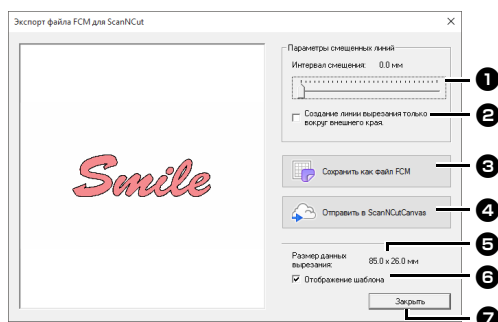 Экспорт файла FCM для ScanNCut
Параметры смещенных линий
Интервал смещения: 0.0 мм
1
Создание линии вырезания только
вокруг внешнего края.
2
Smile
Сохранить как файл FCM
3
Отправить в ScanNCutCanvas
4
5
Размер данных
вырезания: 85.0 x 26.0 мм
Отображение шаблона
6
Закрыть
7